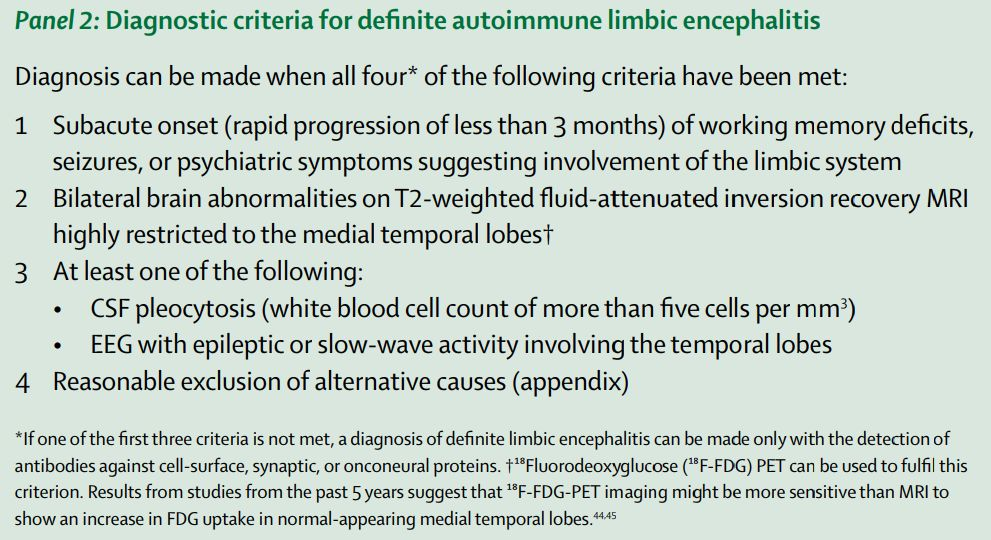 Panel 2: Diagnostic criteria for definite autoimmune limbic encephalitis
Diagnosis can be made when all four* of the following criteria have been met:
1 Subacute onset (rapid progression of less than 3 months) of working memory deficits,
seizures, or psychiatric symptoms suggesting involvement of the limbic system
2 Bilateral brain abnormalities on T2-weighted fluid-attenuated inversion recovery MRI
highly restricted to the medial temporal lobes†
3 At least one of the following:
• CSF pleocytosis (white blood cell count of more than five cells per mm³)
• EEG with epileptic or slow-wave activity involving the temporal lobes
4 Reasonable exclusion of alternative causes (appendix)
*If one of the first three criteria is not met, a diagnosis of definite limbic encephalitis can be made only with the detection of
antibodies against cell-surface, synaptic, or onconeural proteins. †¹⁸Fluorodeoxyglucose (¹⁸F-FDG) PET can be used to fulfil this
criterion. Results from studies from the past 5 years suggest that ¹⁸F-FDG-PET imaging might be more sensitive than MRI to
show an increase in FDG uptake in normal-appearing medial temporal lobes.⁴⁴,⁴⁵